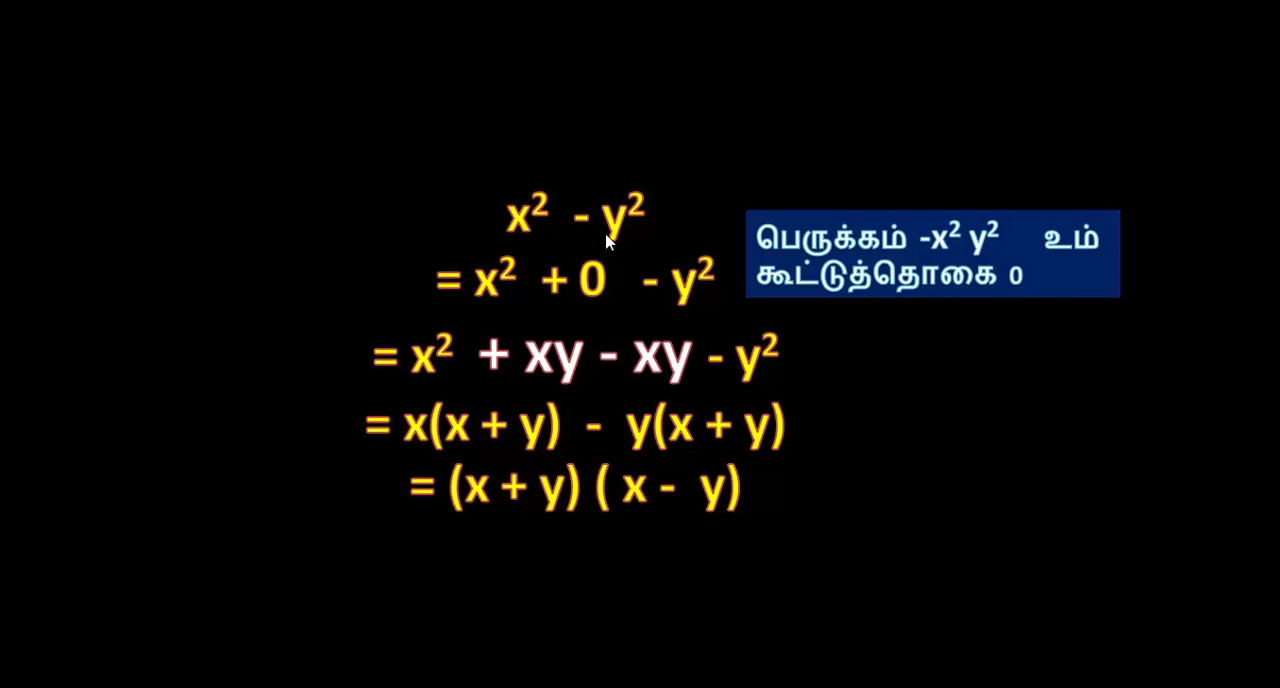 x² - y²
= x² + 0 - y²
பெருக்கம் -x² y² உம்
கூட்டுத்தொகை 0
= x² + xy - xy - y²
= x(x + y) - y(x + y)
= (x + y) ( x - y)